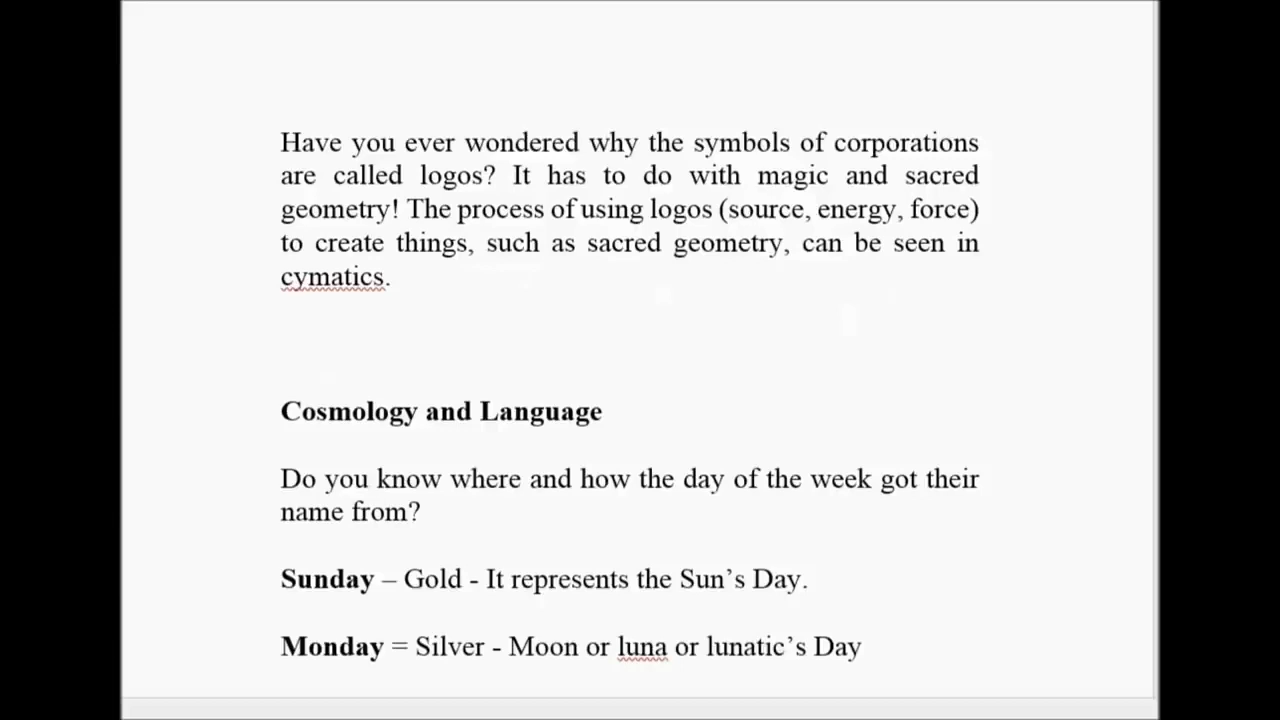 Have you ever wondered why the symbols of corporations
are called logos? It has to do with magic and sacred
geometry! The process of using logos (source, energy, force)
to create things, such as sacred geometry, can be seen in
cymatics.
Cosmology and Language
Do you know where and how the day of the week got their
name from?
Sunday – Gold - It represents the Sun’s Day.
Monday = Silver - Moon or luna or lunatic’s Day